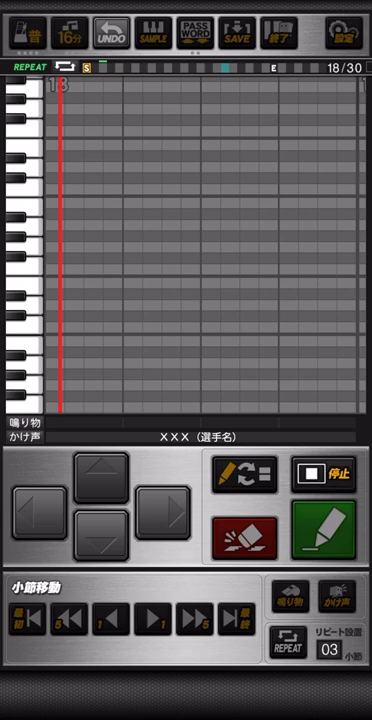 普 16分 UNDO SAMPLE PASS WORD SAVE 終了 設定
REPEAT S E 18/30
18
鳴り物
かけ声 XXX(選手名)
停止
小節移動
最初 5 1 1 5 最終
鳴り物 かけ声
REPEAT リピート設置 03 小節